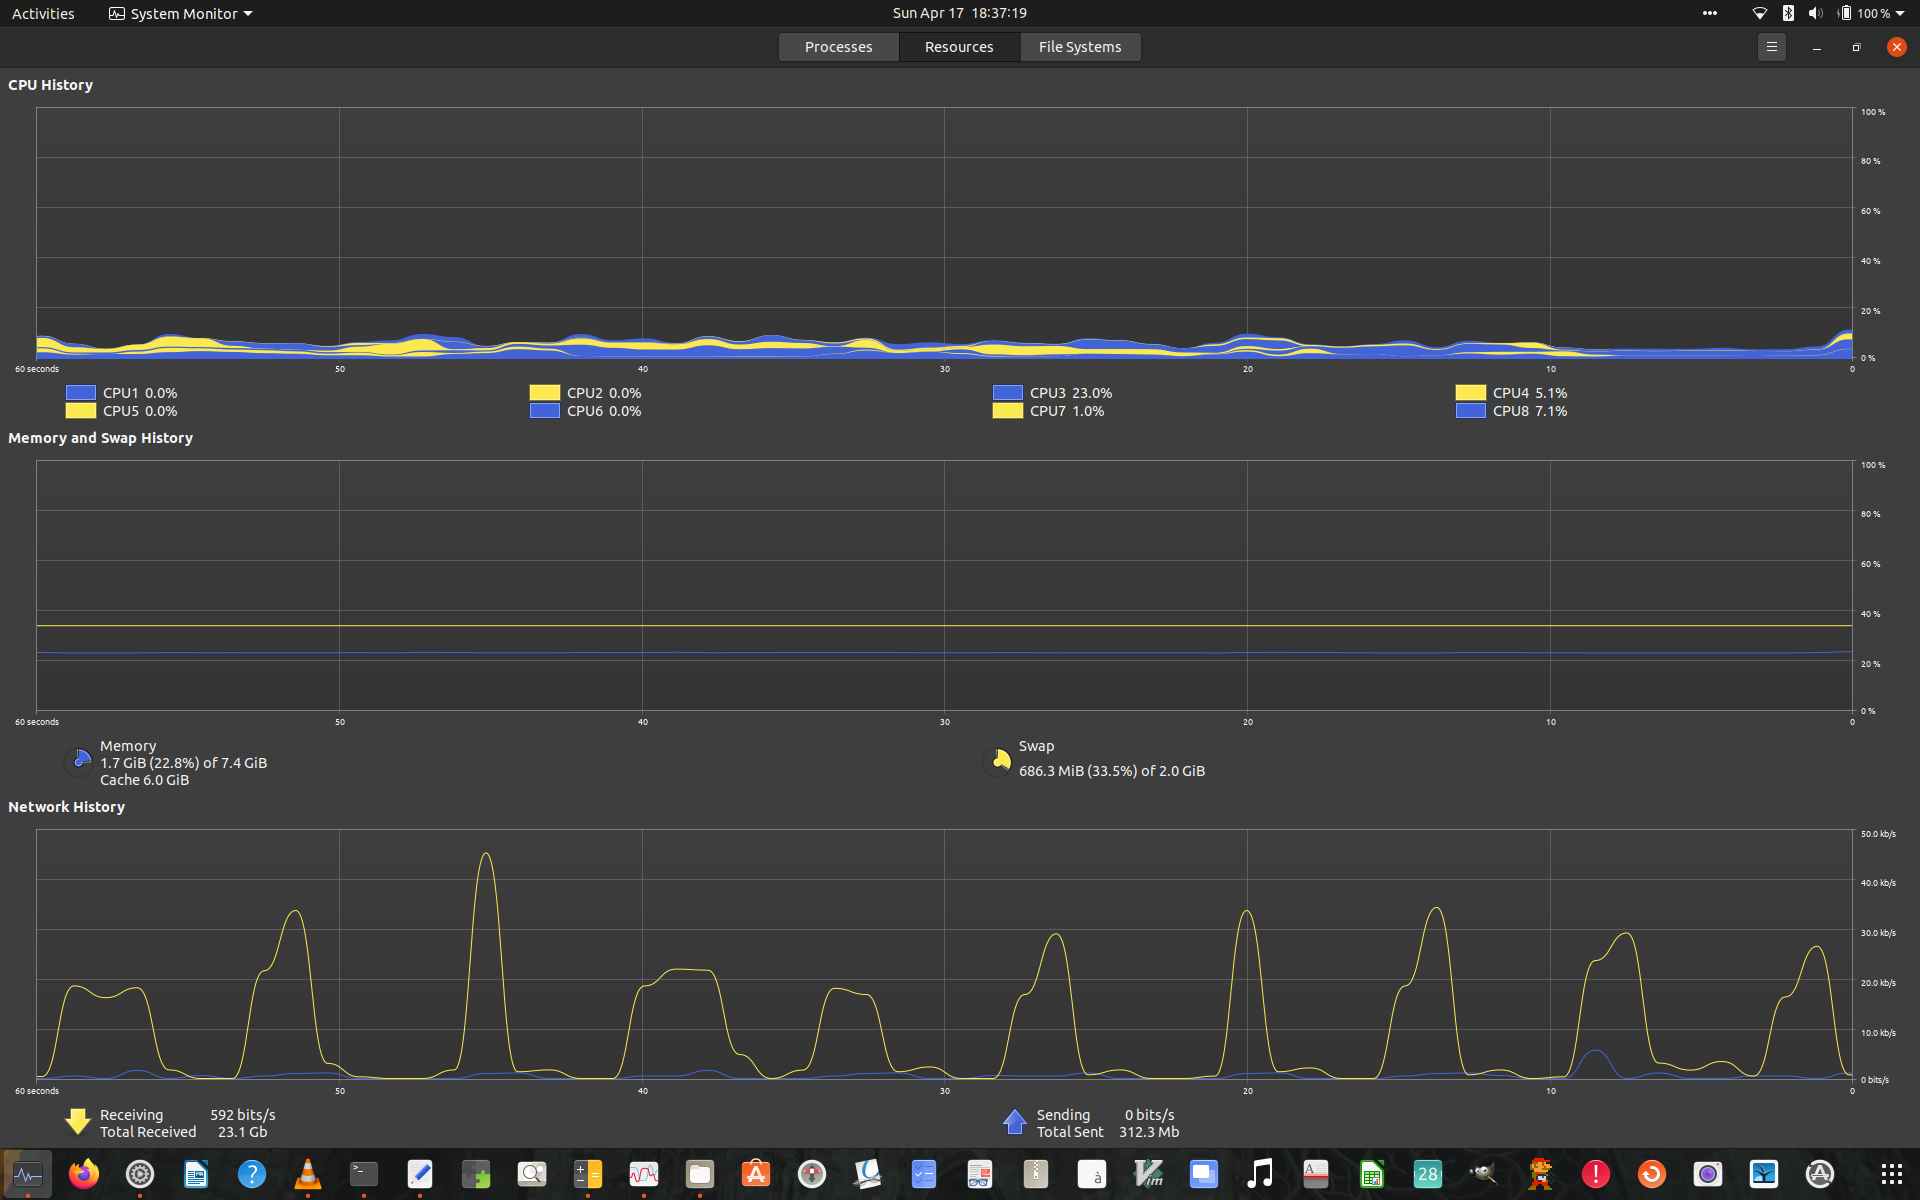 Activities System Monitor Sun Apr 17 18:37:19 100 %
Processes Resources File Systems
CPU History
100 %
80 %
60 %
40 %
20 %
0 %
60 seconds 50 40 30 20 10 0
CPU1 0.0% CPU2 0.0% CPU3 23.0% CPU4 5.1%
CPU5 0.0% CPU6 0.0% CPU7 1.0% CPU8 7.1%
Memory and Swap History
100 %
80 %
60 %
40 %
20 %
0 %
60 seconds 50 40 30 20 10 0
Memory Swap
1.7 GiB (22.8%) of 7.4 GiB 686.3 MiB (33.5%) of 2.0 GiB
Cache 6.0 GiB
Network History
50.0 kb/s
40.0 kb/s
30.0 kb/s
20.0 kb/s
10.0 kb/s
0 bits/s
60 seconds 50 40 30 20 10 0
Receiving 592 bits/s Sending 0 bits/s
Total Received 23.1 Gb Total Sent 312.3 Mb
? >_ à Vim A 28 !